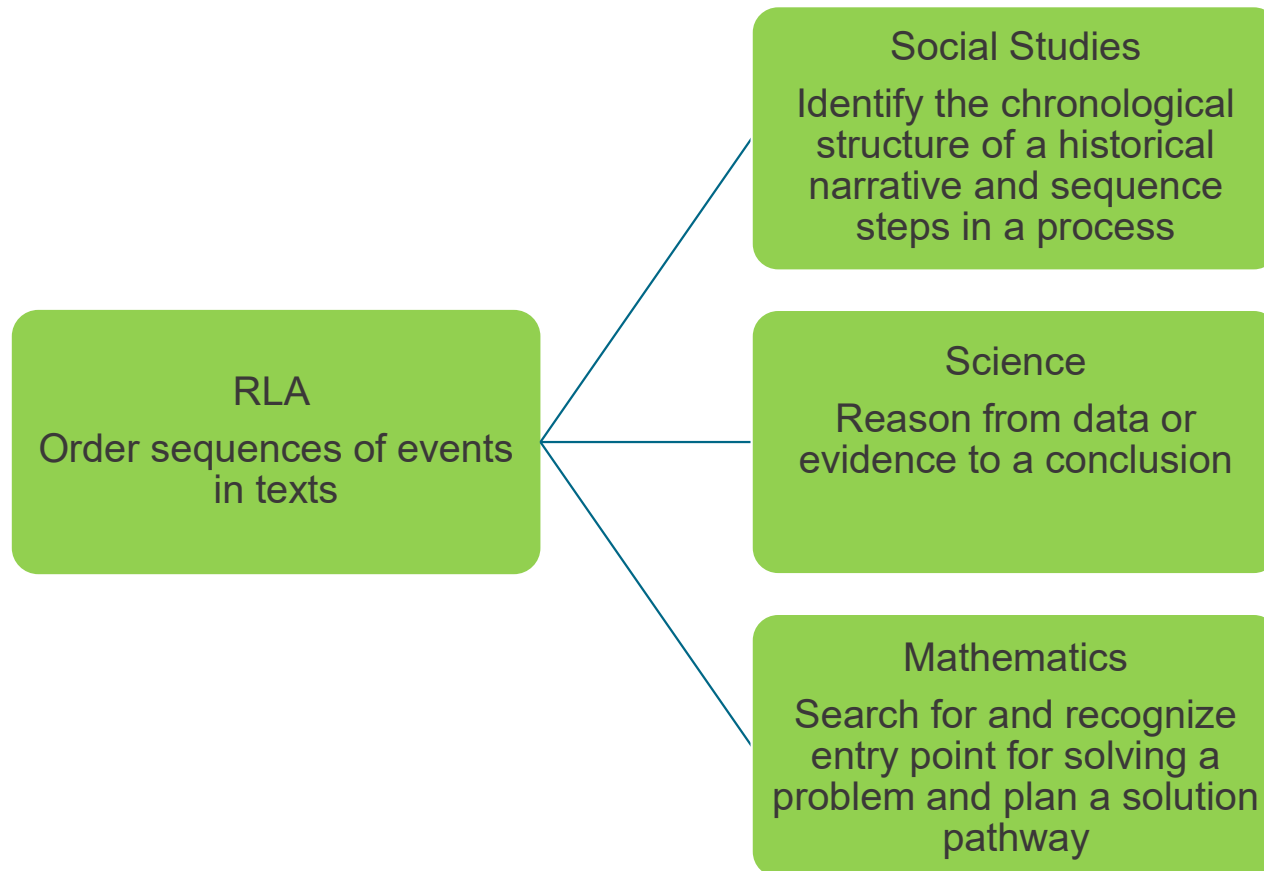 RLA
Order sequences of events
in texts
Social Studies
Identify the chronological
structure of a historical
narrative and sequence
steps in a process
Science
Reason from data or
evidence to a conclusion
Mathematics
Search for and recognize
entry point for solving a
problem and plan a solution
pathway